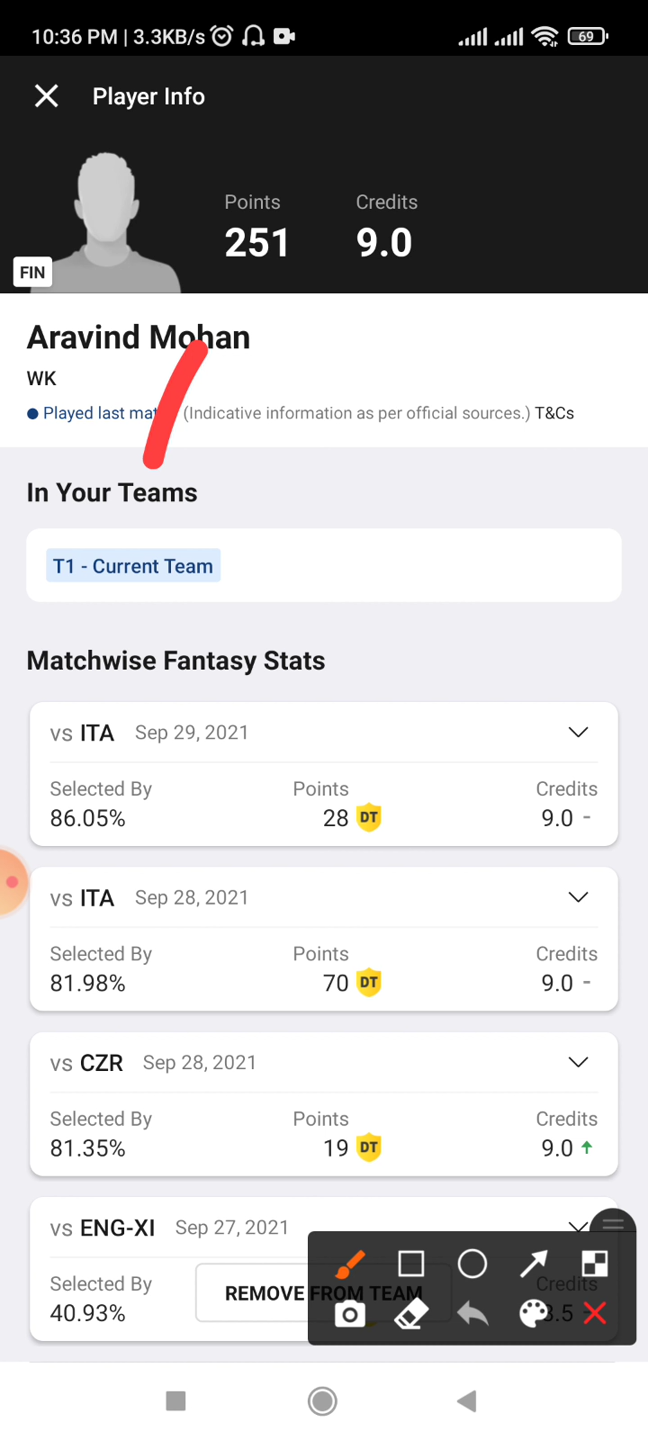 10:36 PM | 3.3KB/s 69
Player Info
Points Credits
251 9.0
FIN
Aravind Mohan
WK
Played last (Indicative information as per official sources.) T&Cs
In Your Teams
T1 - Current Team
Matchwise Fantasy Stats
vs ITA Sep 29, 2021
Selected By Points Credits
86.05% 28 DT 9.0 -
vs ITA Sep 28, 2021
Selected By Points Credits
81.98% 70 DT 9.0 -
vs CZR Sep 28, 2021
Selected By Points Credits
81.35% 19 DT 9.0
vs ENG-XI Sep 27, 2021
Selected By Credits
REMOVE FROM TEAM
40.93%